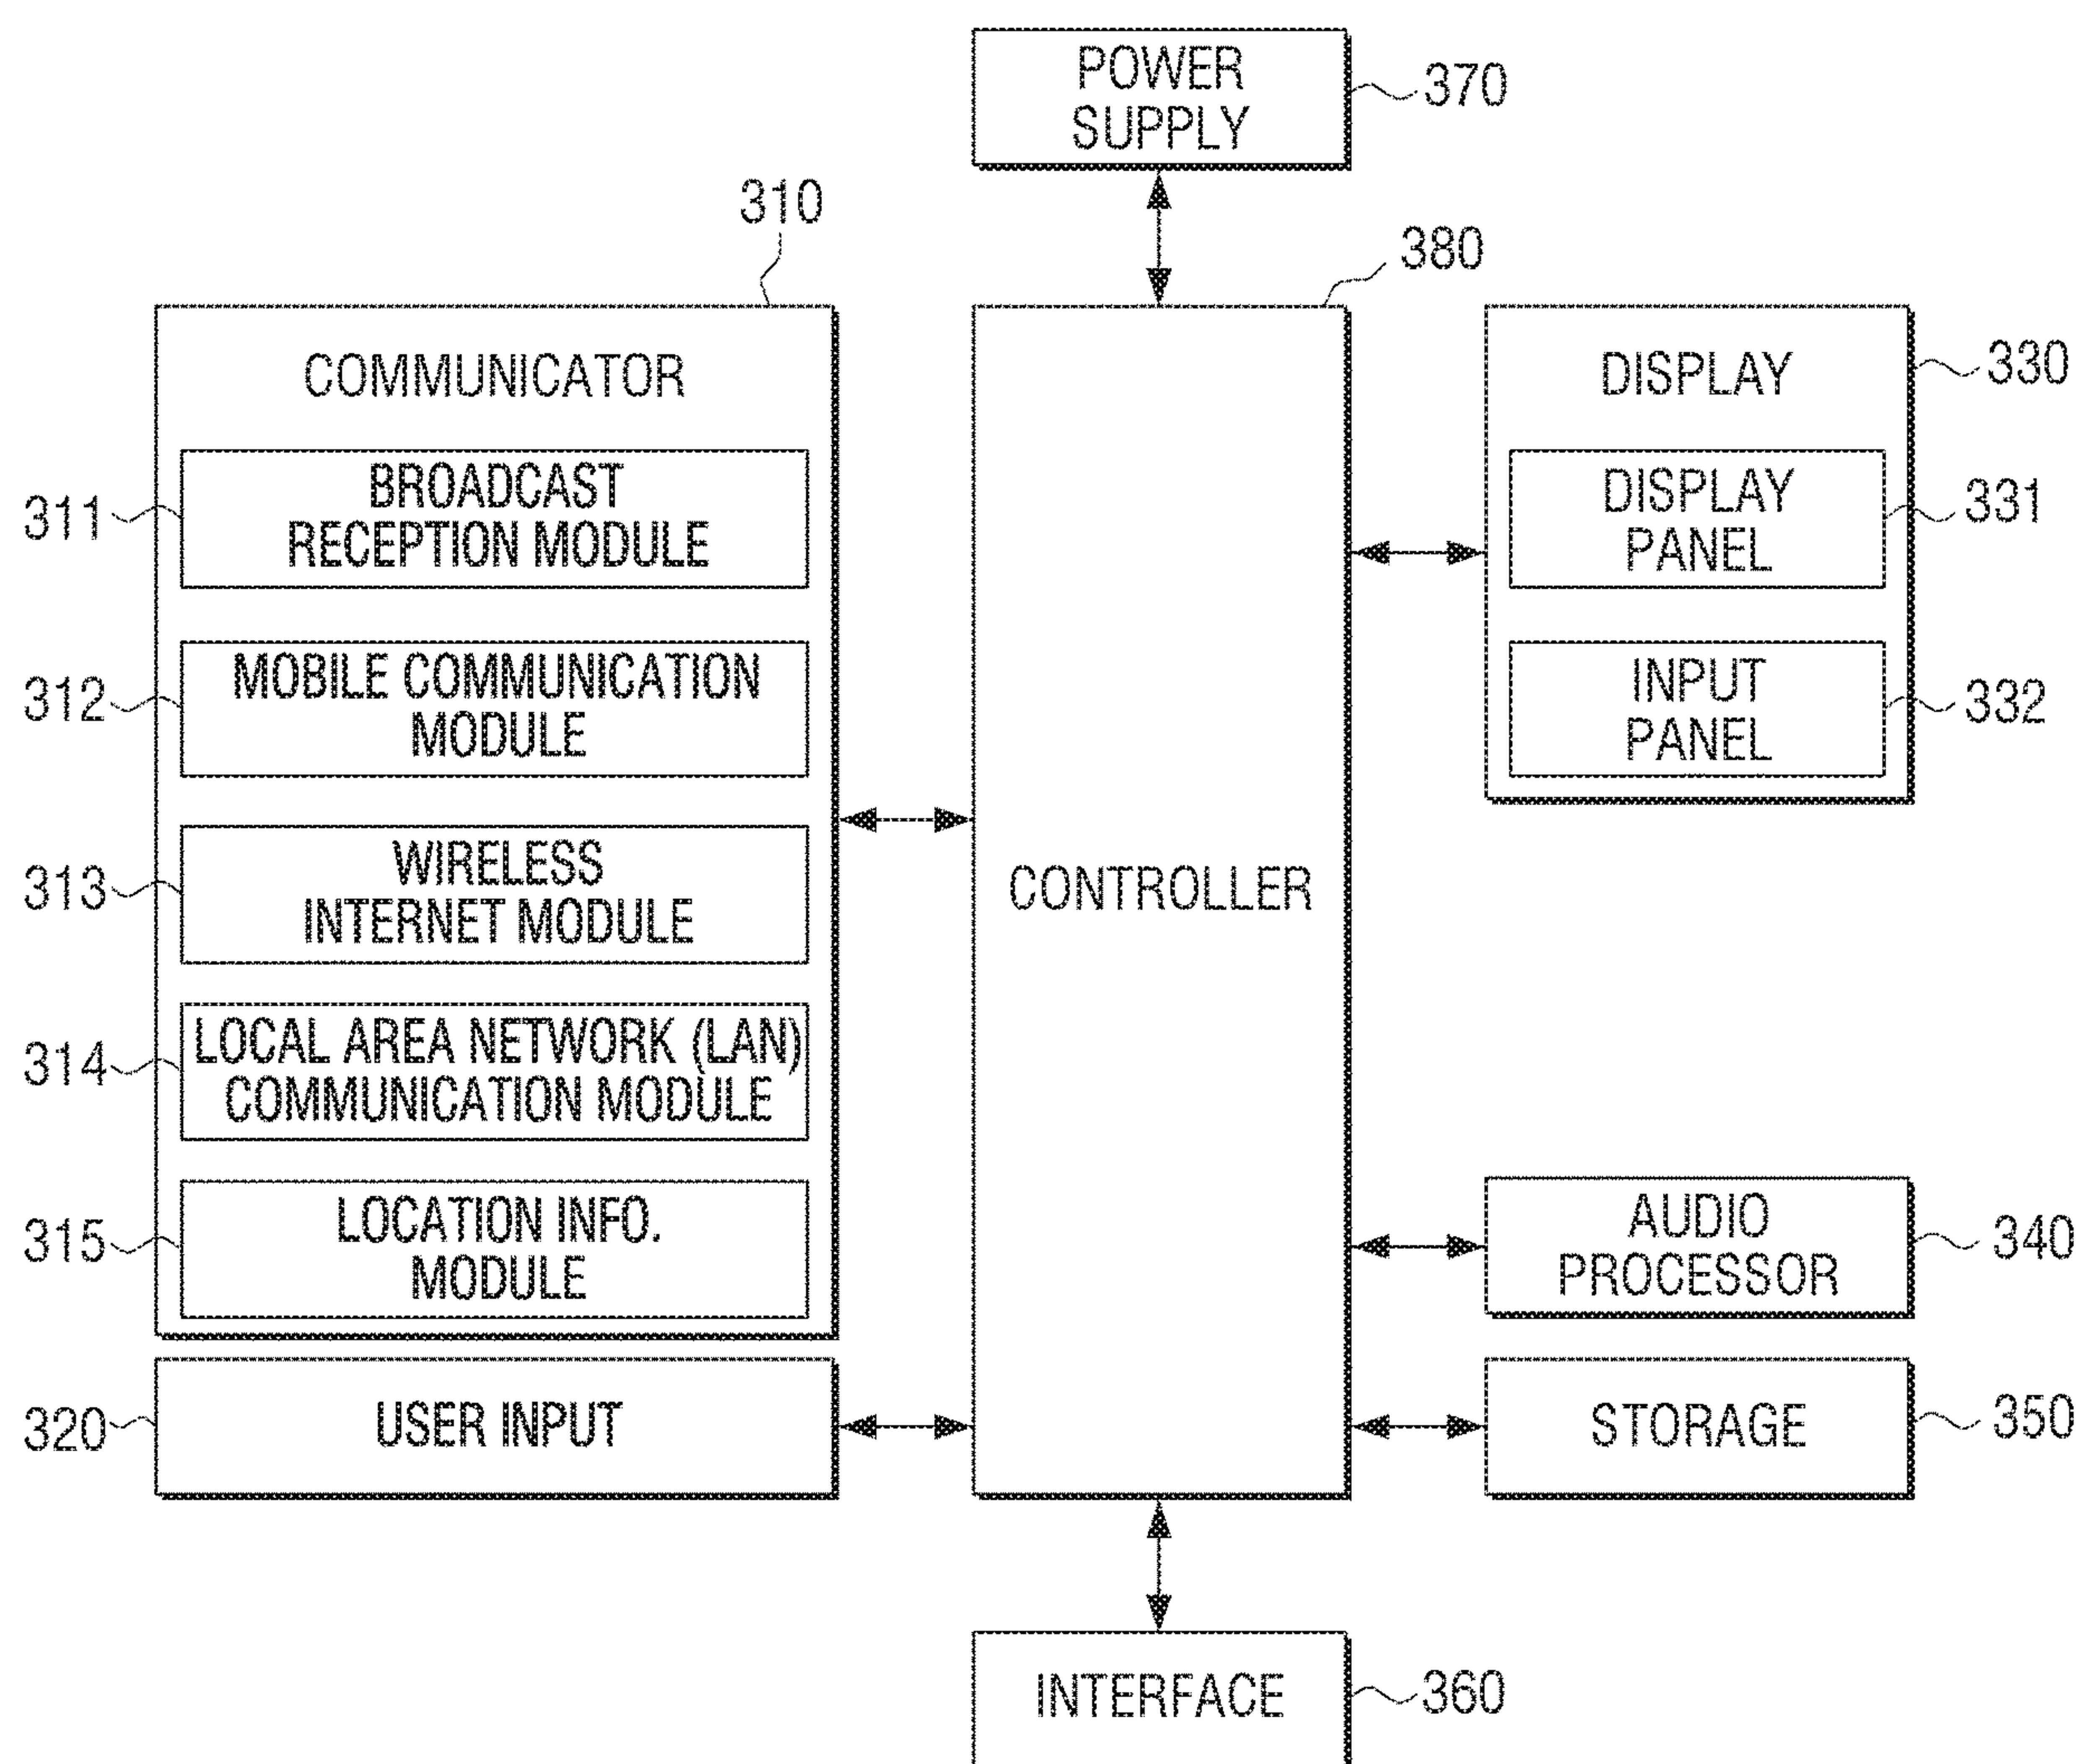 POWER
SUPPLY
370
310
380
COMMUNICATOR
311
BROADCAST
RECEPTION MODULE
312
MOBILE COMMUNICATION
MODULE
313
WIRELESS
INTERNET MODULE
314
LOCAL AREA NETWORK (LAN)
COMMUNICATION MODULE
315
LOCATION INFO.
MODULE
320
USER INPUT
CONTROLLER
DISPLAY
330
DISPLAY
PANEL
331
INPUT
PANEL
332
AUDIO
PROCESSOR
340
STORAGE
350
INTERFACE
360